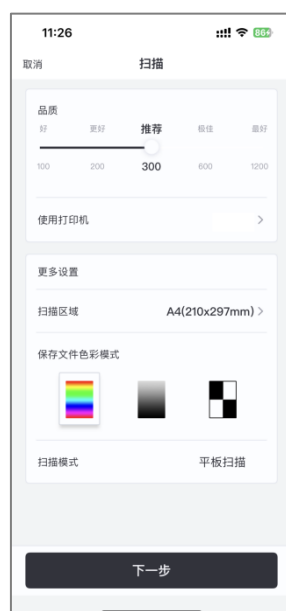 11:26
86
取消
扫描
品质
好 更好 推荐 极佳 最好
100 200 300 600 1200
使用打印机
更多设置
扫描区域 A4(210x297mm)
保存文件色彩模式
扫描模式 平板扫描
下一步